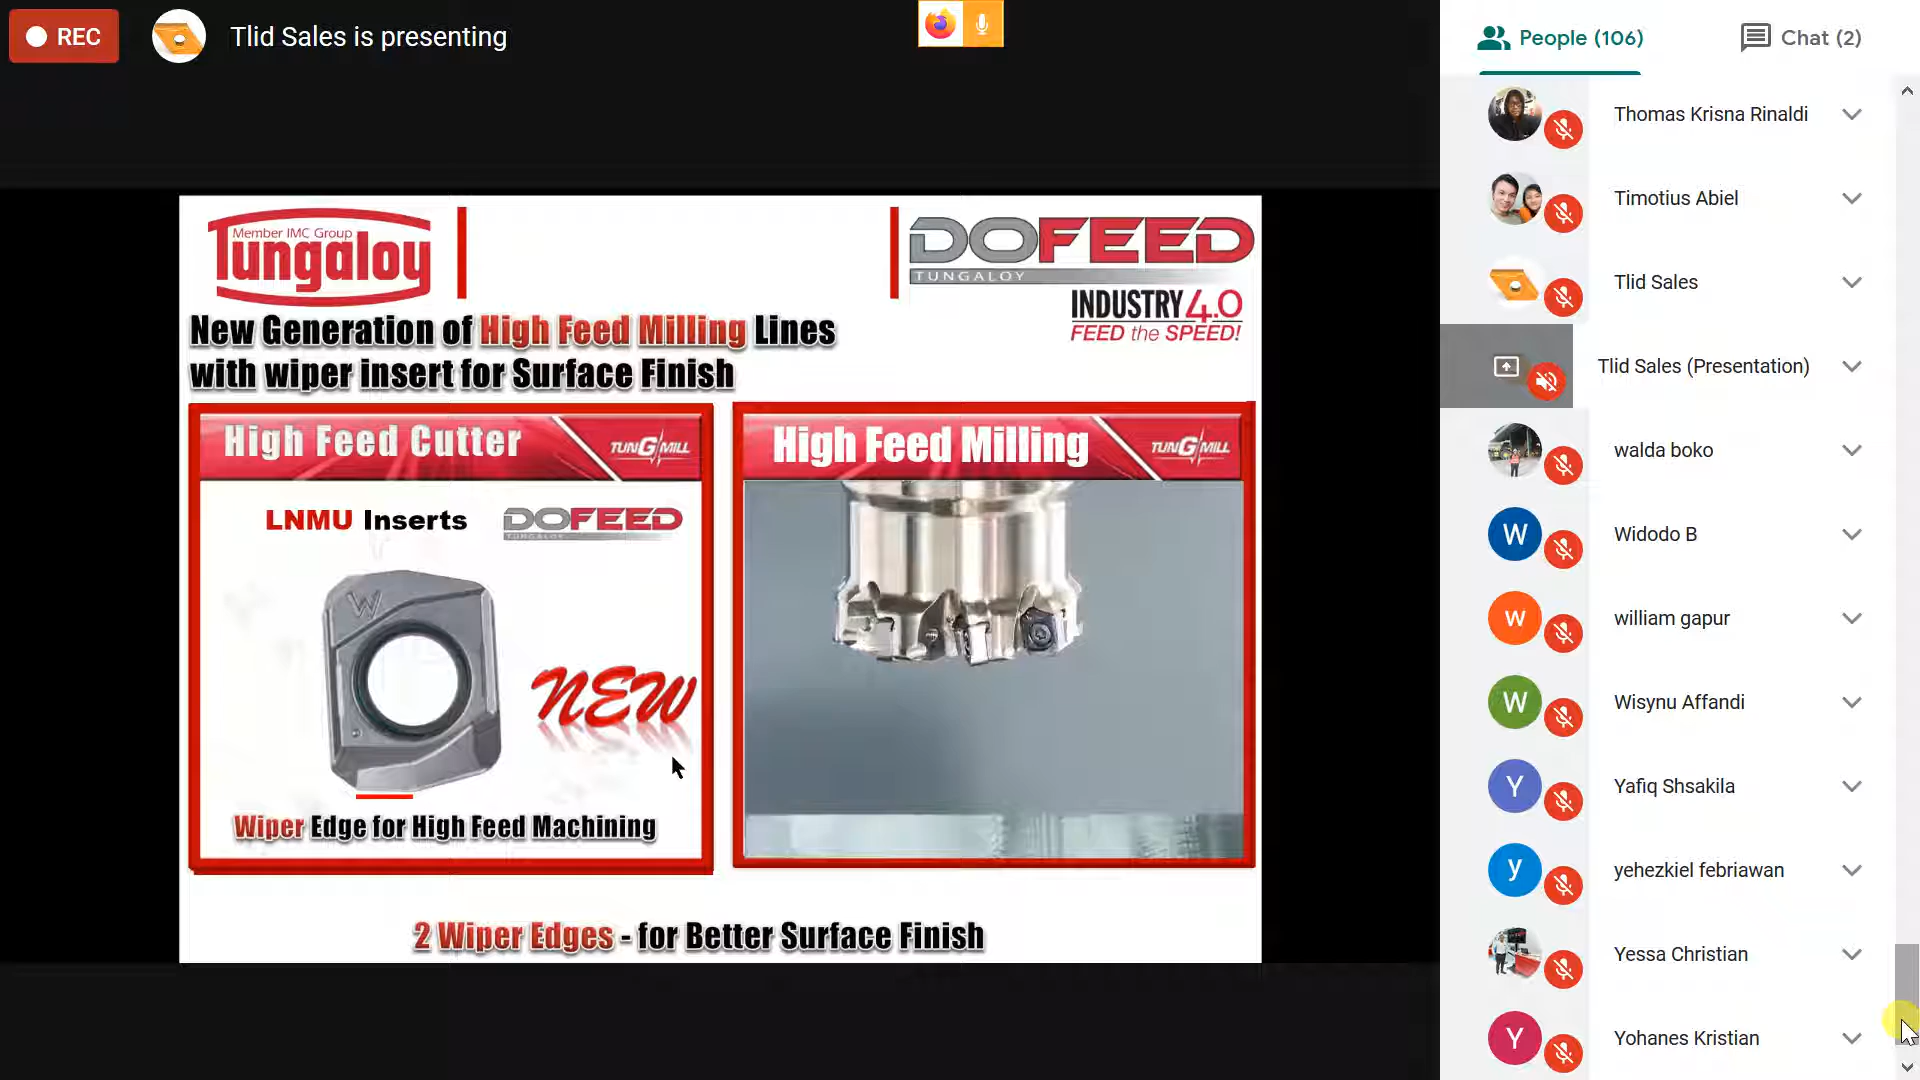 REC
Tlid Sales is presenting
People (106)
Chat (2)
Member IMC Group
Tungaloy
DOFEED
TUNGALOY
INDUSTRY 4.0
FEED the SPEED!
New Generation of High Feed Milling Lines
with wiper insert for Surface Finish
High Feed Cutter
TUNGMILL
LNMU Inserts
DOFEED
TUNGALOY
W
NEW
Wiper Edge for High Feed Machining
High Feed Milling
TUNGMILL
2 Wiper Edges - for Better Surface Finish
Thomas Krisna Rinaldi
Timotius Abiel
Tlid Sales
Tlid Sales (Presentation)
walda boko
W
Widodo B
w
william gapur
W
Wisynu Affandi
Y
Yafiq Shsakila
y
yehezkiel febriawan
Yessa Christian
Y
Yohanes Kristian